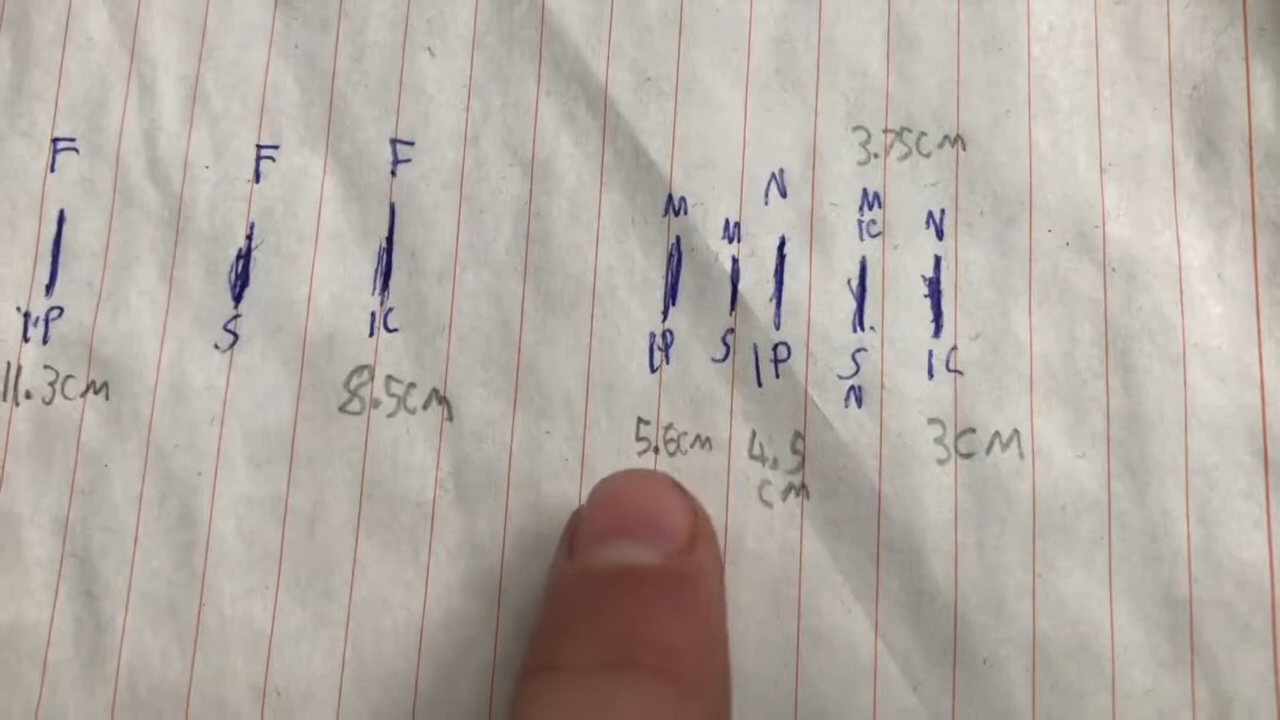 3.75cm
F F F M M N M N
IC
IP S IC IP S IP S IC
N
11.3cm 8.5cm 5.6cm 4.5 3cm
cm